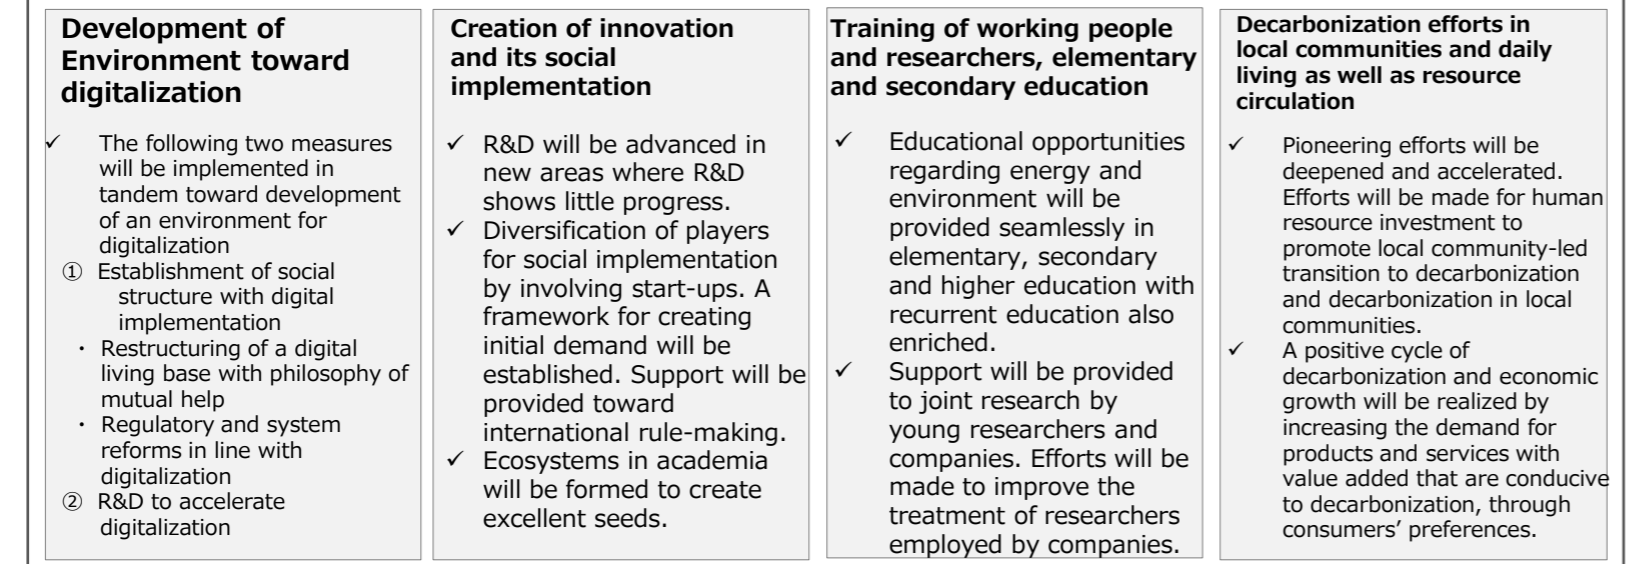 Development of
Environment toward
digitalization
✓ The following two measures
will be implemented in
tandem toward development
of an environment for
digitalization
① Establishment of social
structure with digital
implementation
・ Restructuring of a digital
living base with philosophy of
mutual help
・ Regulatory and system
reforms in line with
digitalization
② R&D to accelerate
digitalization
Creation of innovation
and its social
implementation
✓ R&D will be advanced in
new areas where R&D
shows little progress.
✓ Diversification of players
for social implementation
by involving start-ups. A
framework for creating
initial demand will be
established. Support will be
provided toward
international rule-making.
✓ Ecosystems in academia
will be formed to create
excellent seeds.
Training of working people
and researchers, elementary
and secondary education
✓ Educational opportunities
regarding energy and
environment will be
provided seamlessly in
elementary, secondary
and higher education with
recurrent education also
enriched.
✓ Support will be provided
to joint research by
young researchers and
companies. Efforts will be
made to improve the
treatment of researchers
employed by companies.
Decarbonization efforts in
local communities and daily
living as well as resource
circulation
✓ Pioneering efforts will be
deepened and accelerated.
Efforts will be made for human
resource investment to
promote local community-led
transition to decarbonization
and decarbonization in local
communities.
✓ A positive cycle of
decarbonization and economic
growth will be realized by
increasing the demand for
products and services with
value added that are conducive
to decarbonization, through
consumers’ preferences.